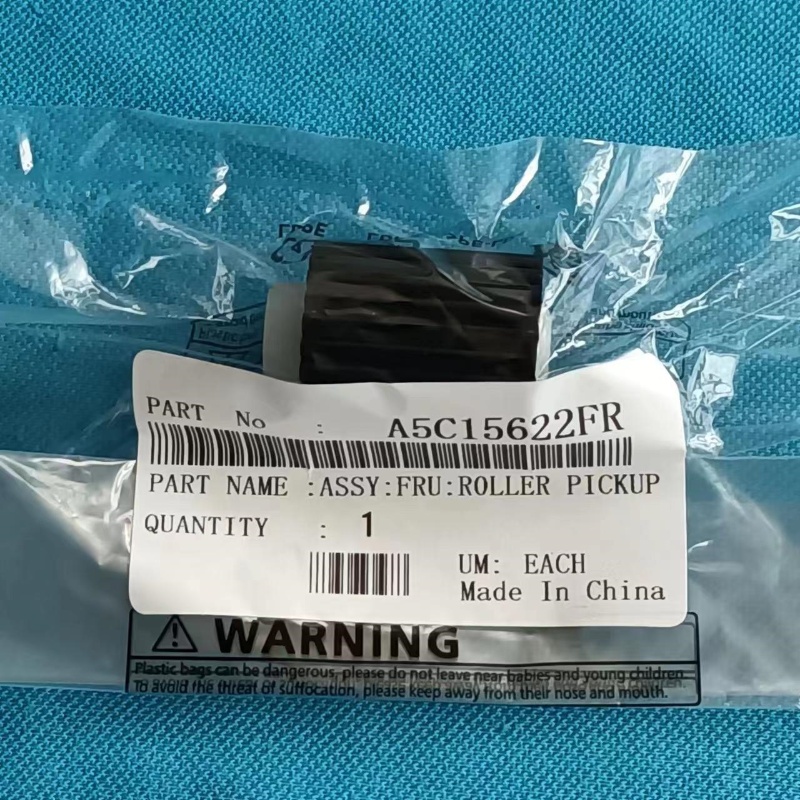 PART No : A5C15622FR
PART NAME :ASSY:FRU:ROLLER PICKUP
QUANTITY : 1
UM: EACH
Made In China
WARNING
Plastic bags can be dangerous, please do not leave near babies and young children.
To avoid the threat of suffocation, please keep away from their nose and mouth.